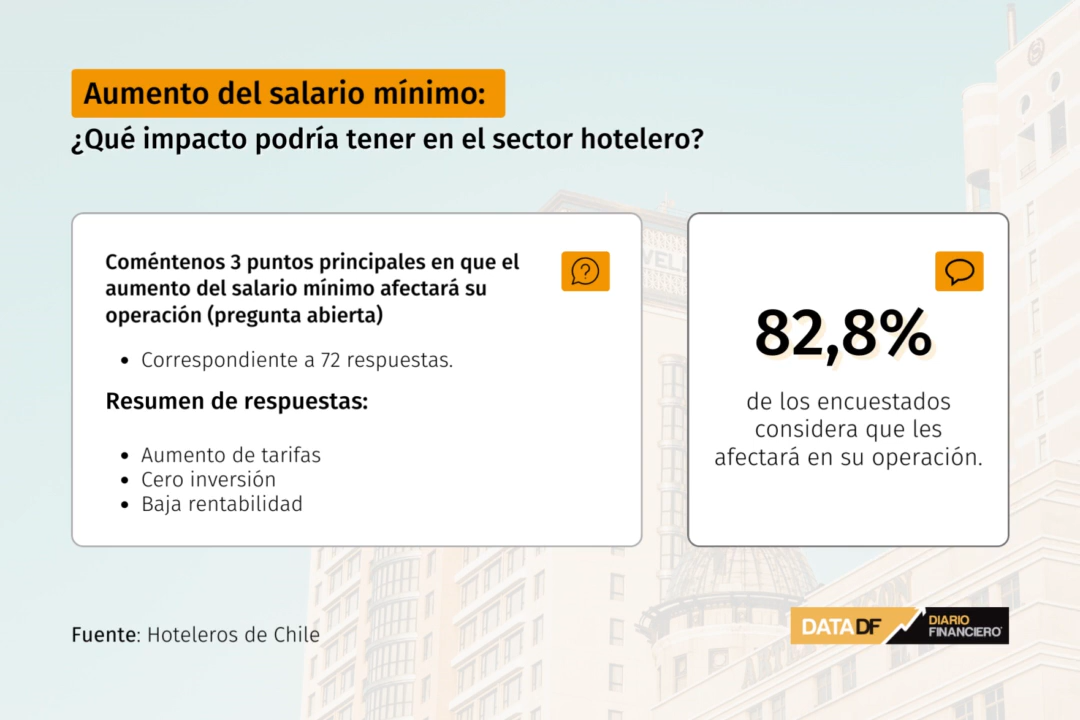 Aumento del salario mínimo:
¿Qué impacto podría tener en el sector hotelero?
Coméntenos 3 puntos principales en que el
aumento del salario mínimo afectará su
operación (pregunta abierta)
• Correspondiente a 72 respuestas.
Resumen de respuestas:
• Aumento de tarifas
• Cero inversión
• Baja rentabilidad
82,8%
de los encuestados
considera que les
afectará en su operación.
Fuente: Hoteleros de Chile
DATA DF
DIARIO
FINANCIERO